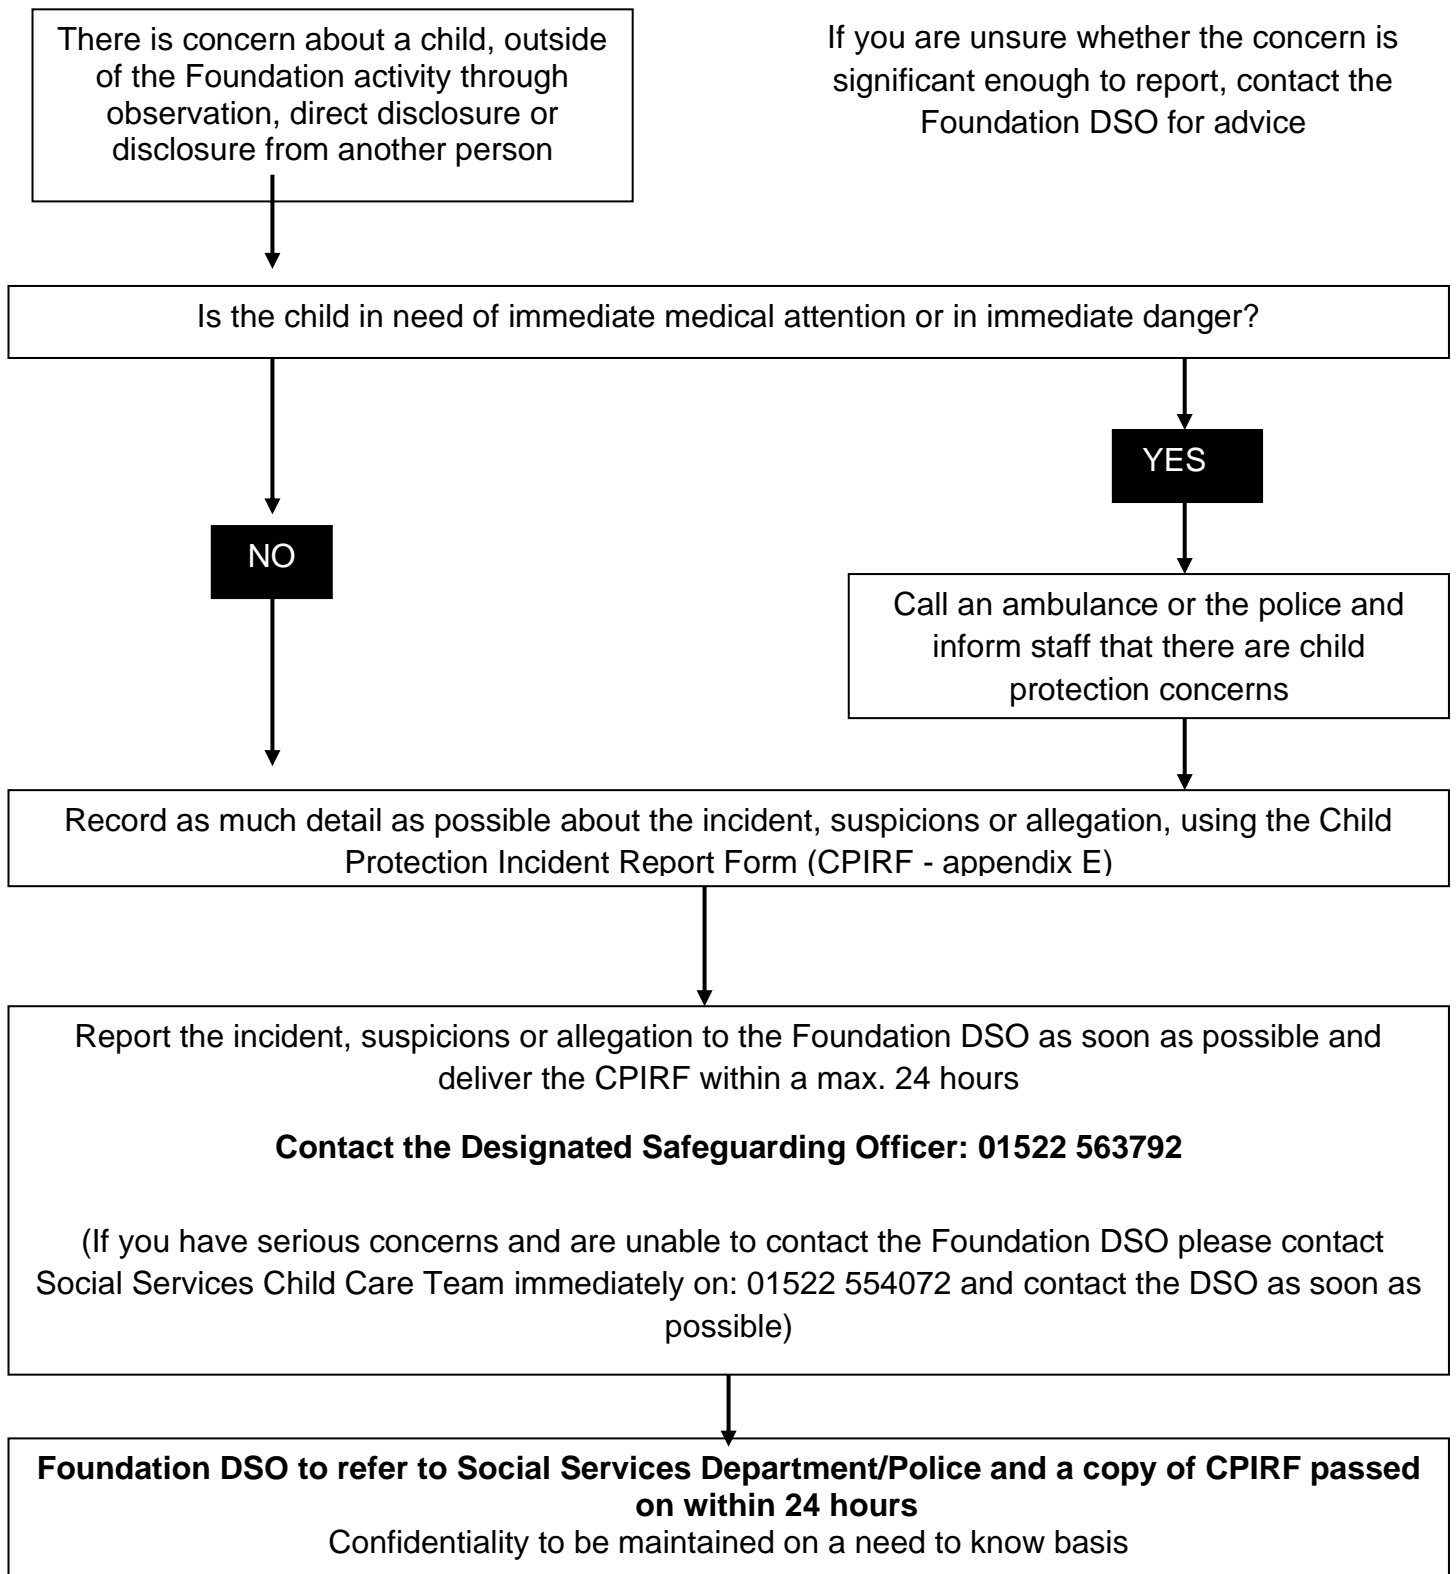 There is concern about a child, outside
of the Foundation activity through
observation, direct disclosure or
disclosure from another person
If you are unsure whether the concern is
significant enough to report, contact the
Foundation DSO for advice
Is the child in need of immediate medical attention or in immediate danger?
YES
NO
Call an ambulance or the police and
inform staff that there are child
protection concerns
Record as much detail as possible about the incident, suspicions or allegation, using the Child
Protection Incident Report Form (CPIRF - appendix E)
Report the incident, suspicions or allegation to the Foundation DSO as soon as possible and
deliver the CPIRF within a max. 24 hours
Contact the Designated Safeguarding Officer: 01522 563792
(If you have serious concerns and are unable to contact the Foundation DSO please contact
Social Services Child Care Team immediately on: 01522 554072 and contact the DSO as soon as
possible)
Foundation DSO to refer to Social Services Department/Police and a copy of CPIRF passed
on within 24 hours
Confidentiality to be maintained on a need to know basis